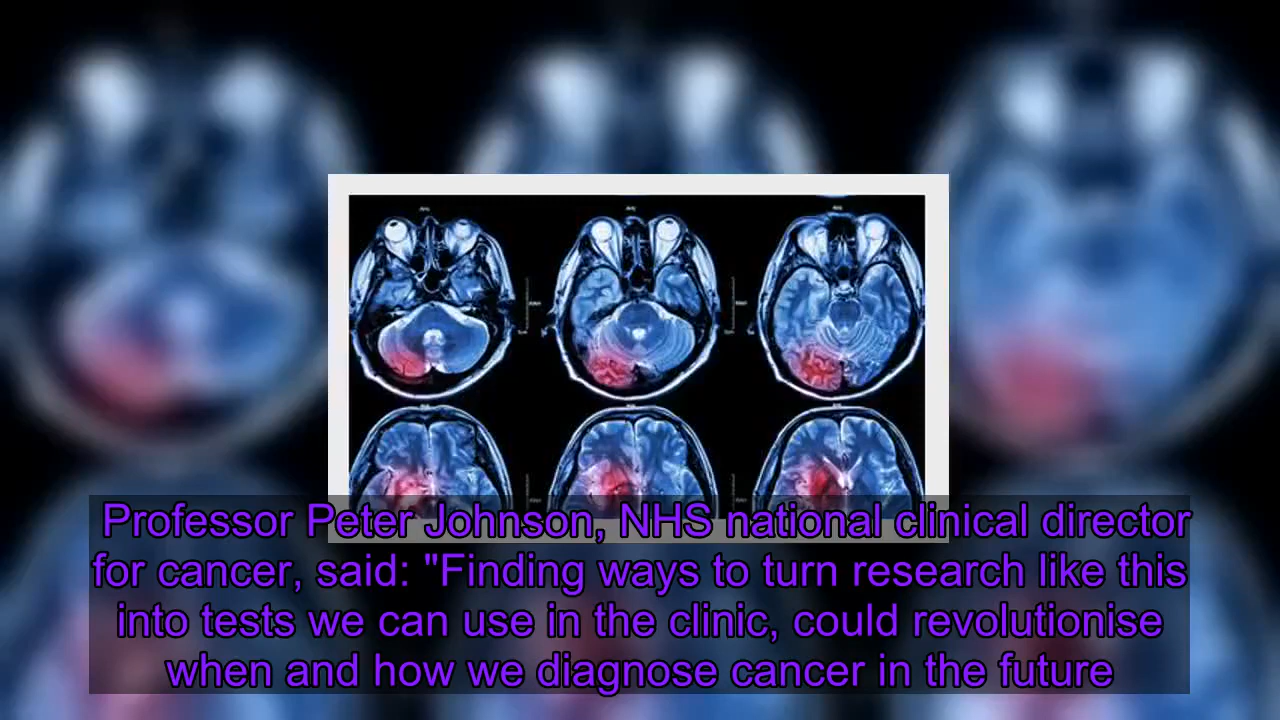 Professor Peter Johnson, NHS national clinical director
for cancer, said: "Finding ways to turn research like this
into tests we can use in the clinic, could revolutionise
when and how we diagnose cancer in the future